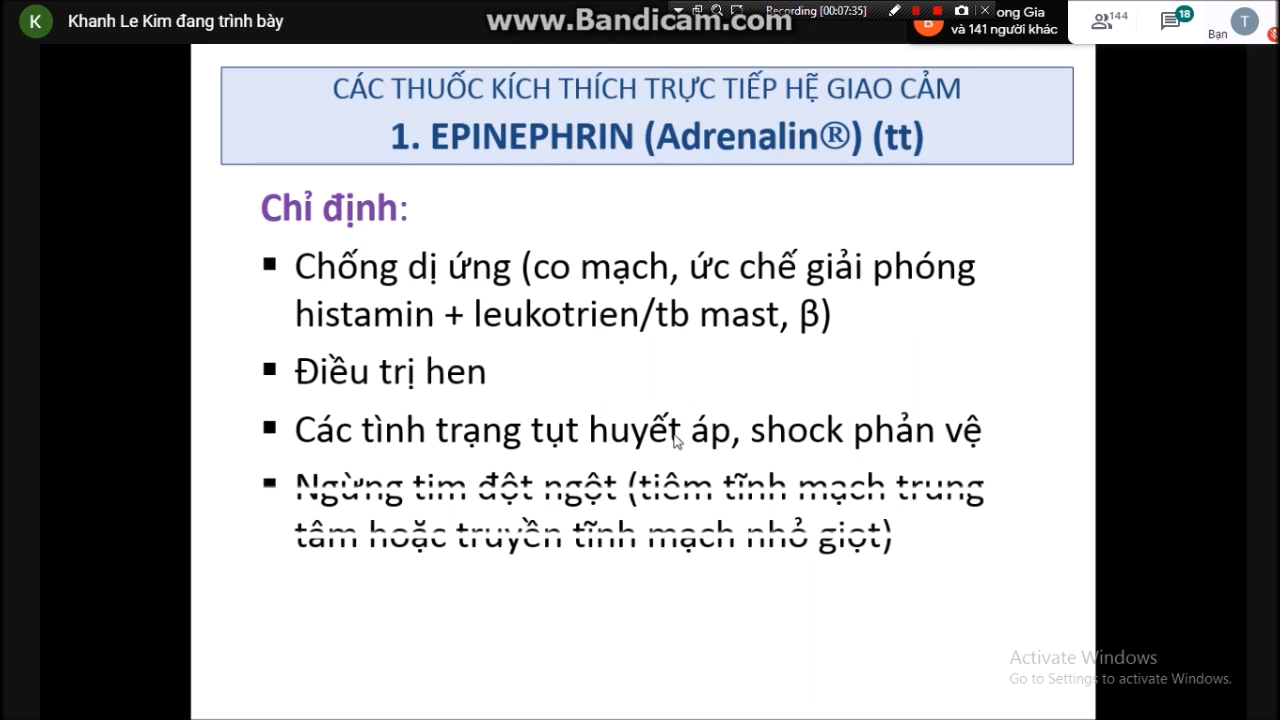 K Khanh Le Kim đang trình bày
www.Bandicam.com
Recording [00:07:35]
B ong Gia
và 141 người khác
144
18
Bạn
T
CÁC THUỐC KÍCH THÍCH TRỰC TIẾP HỆ GIAO CẢM
1. EPINEPHRIN (Adrenalin®) (tt)
Chỉ định:
▪ Chống dị ứng (co mạch, ức chế giải phóng
histamin + leukotrien/tb mast, β)
▪ Điều trị hen
▪ Các tình trạng tụt huyết áp, shock phản vệ
▪ Ngừng tim đột ngột (tiêm tĩnh mạch trung
tâm hoặc truyền tĩnh mạch nhỏ giọt)
Activate Windows
Go to Settings to activate Windows.